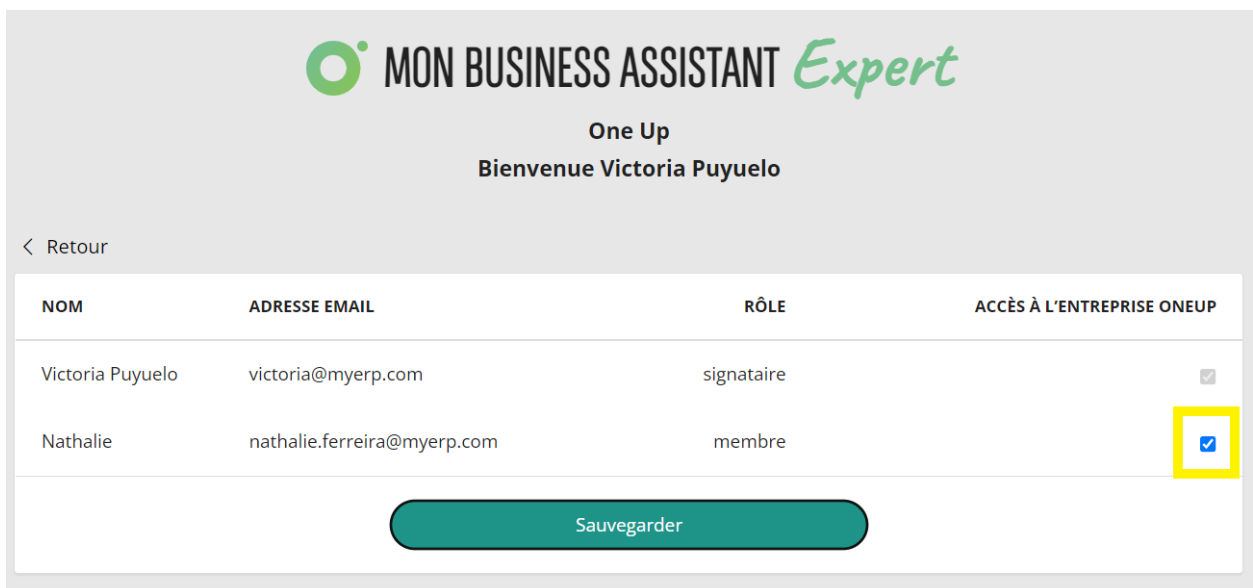 MON BUSINESS ASSISTANT Expert
One Up
Bienvenue Victoria Puyuelo
Retour
NOM ADRESSE EMAIL RÔLE ACCÈS À L’ENTREPRISE ONEUP
Victoria Puyuelo victoria@myerp.com signataire
Nathalie nathalie.ferreira@myerp.com membre
Sauvegarder